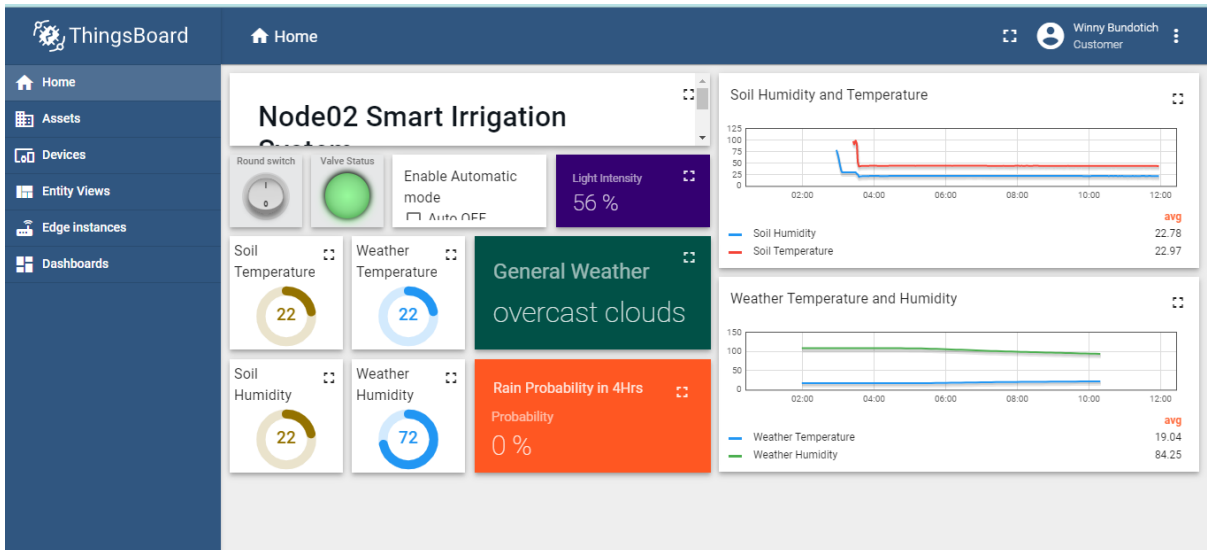 ThingsBoard
Home
Winny Bundotich
Customer
Home
Assets
Devices
Entity Views
Edge instances
Dashboards
Node02 Smart Irrigation
System
Round switch
Valve Status
Enable Automatic
mode
Auto OFF
Light Intensity
56 %
Soil
Temperature
22
Weather
Temperature
22
General Weather
overcast clouds
Soil
Humidity
22
Weather
Humidity
72
Rain Probability in 4Hrs
Probability
0 %
Soil Humidity and Temperature
125
100
75
50
25
0
02:00 04:00 06:00 08:00 10:00 12:00
avg
Soil Humidity 22.78
Soil Temperature 22.97
Weather Temperature and Humidity
150
100
50
0
02:00 04:00 06:00 08:00 10:00 12:00
avg
Weather Temperature 19.04
Weather Humidity 84.25